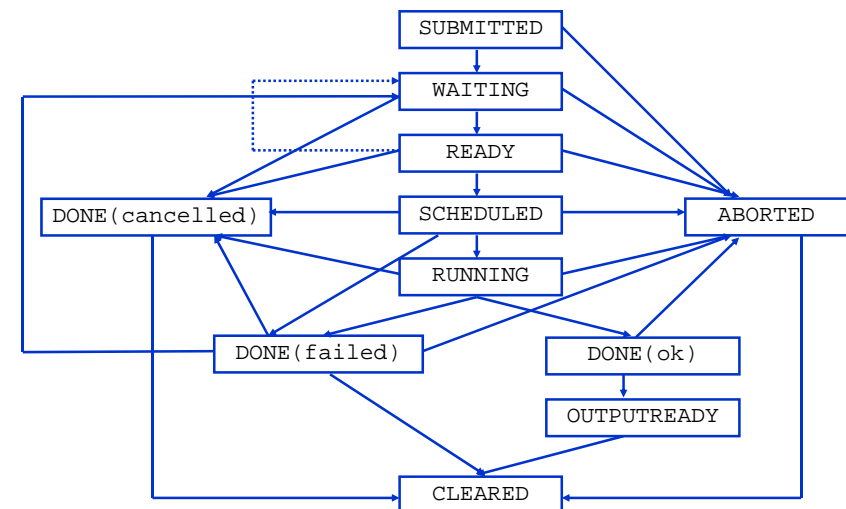 SUBMITTED
WAITING
READY
DONE(cancelled)
SCHEDULED
ABORTED
RUNNING
DONE(failed)
DONE(ok)
OUTPUTREADY
CLEARED